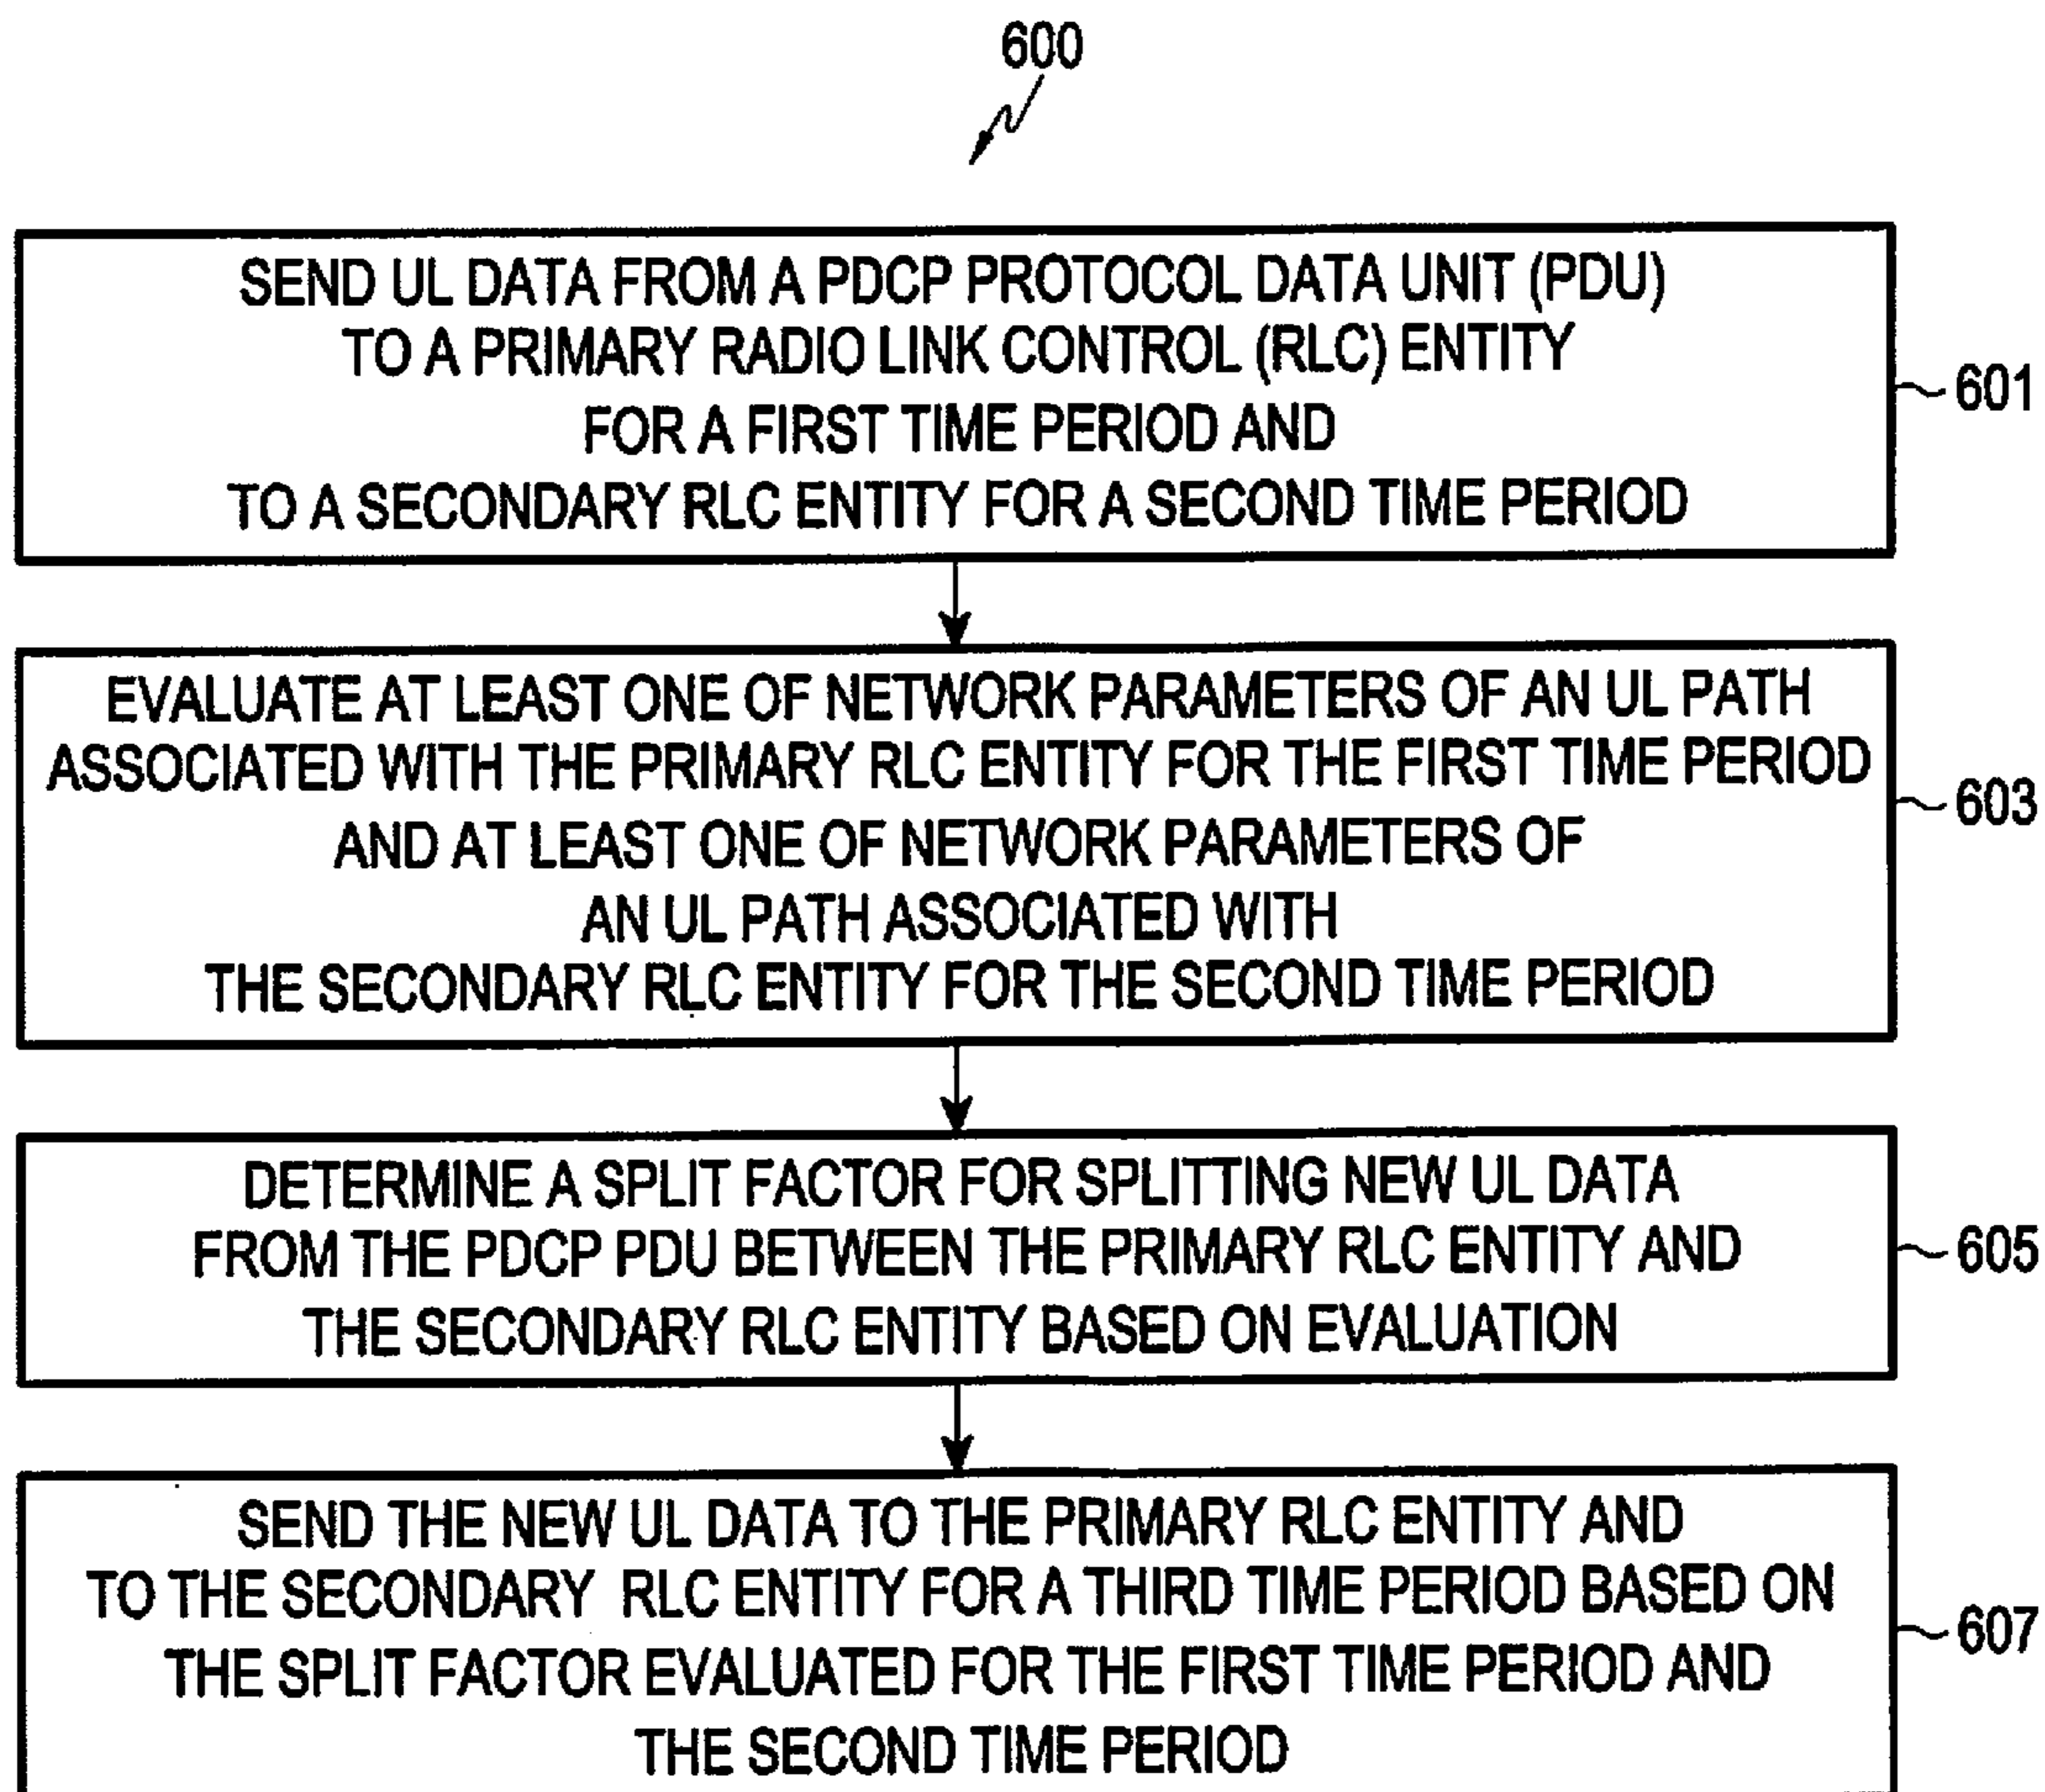 600
SEND UL DATA FROM A PDCP PROTOCOL DATA UNIT (PDU)
TO A PRIMARY RADIO LINK CONTROL (RLC) ENTITY
FOR A FIRST TIME PERIOD AND
TO A SECONDARY RLC ENTITY FOR A SECOND TIME PERIOD
601
EVALUATE AT LEAST ONE OF NETWORK PARAMETERS OF AN UL PATH
ASSOCIATED WITH THE PRIMARY RLC ENTITY FOR THE FIRST TIME PERIOD
AND AT LEAST ONE OF NETWORK PARAMETERS OF
AN UL PATH ASSOCIATED WITH
THE SECONDARY RLC ENTITY FOR THE SECOND TIME PERIOD
603
DETERMINE A SPLIT FACTOR FOR SPLITTING NEW UL DATA
FROM THE PDCP PDU BETWEEN THE PRIMARY RLC ENTITY AND
THE SECONDARY RLC ENTITY BASED ON EVALUATION
605
SEND THE NEW UL DATA TO THE PRIMARY RLC ENTITY AND
TO THE SECONDARY RLC ENTITY FOR A THIRD TIME PERIOD BASED ON
THE SPLIT FACTOR EVALUATED FOR THE FIRST TIME PERIOD AND
THE SECOND TIME PERIOD
607